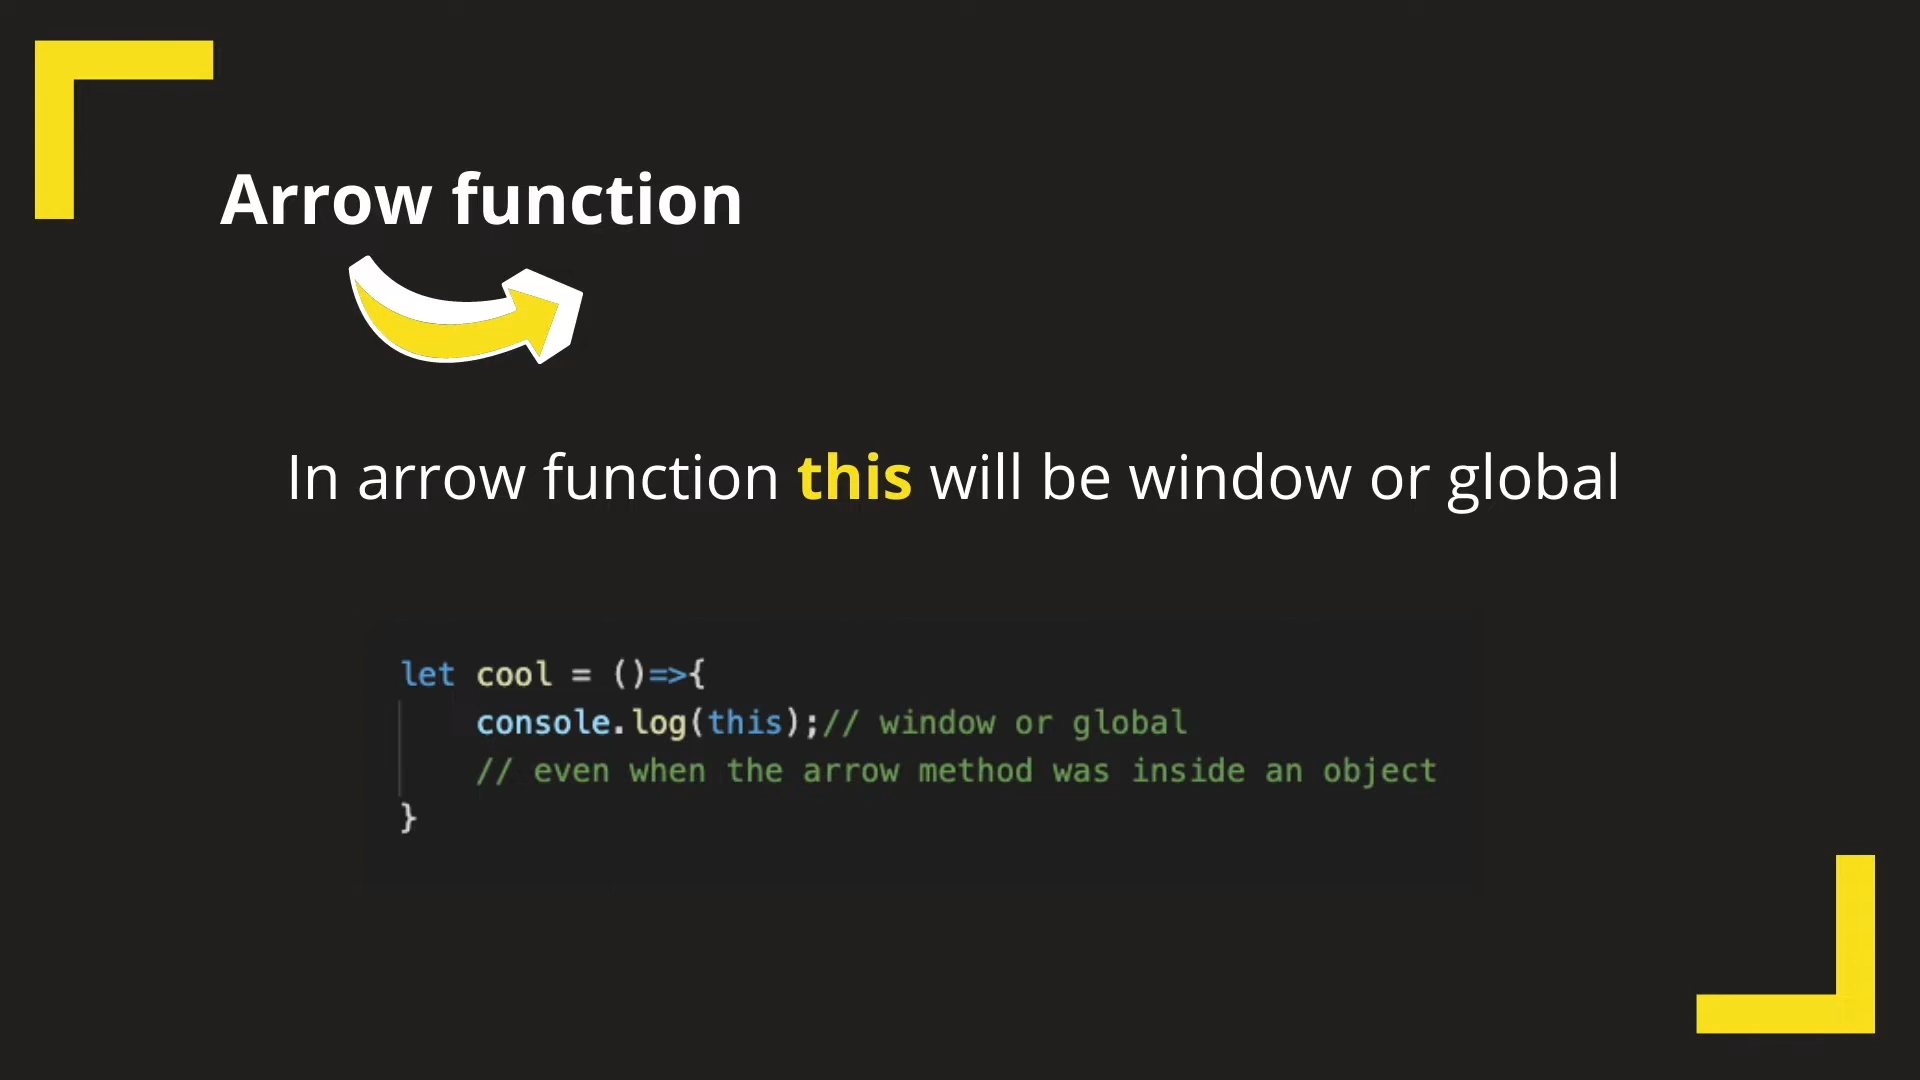 Arrow function
In arrow function this will be window or global
let cool = ()=>{
console.log(this);// window or global
// even when the arrow method was inside an object
}